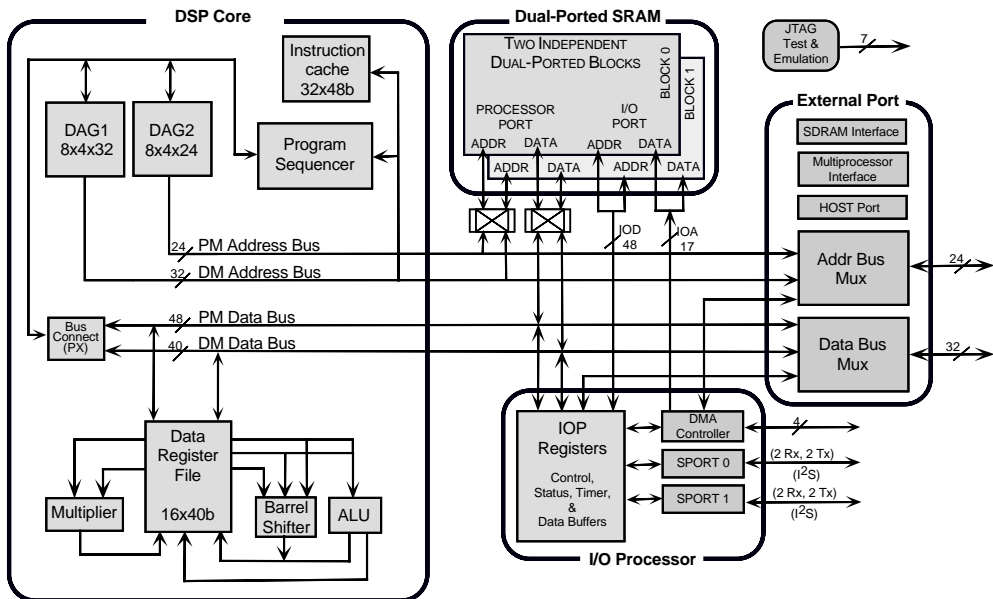 DSP Core
Instruction
cache
32x48b
DAG1
8x4x32
DAG2
8x4x24
Program
Sequencer
24
PM Address Bus
32
DM Address Bus
48
PM Data Bus
40
DM Data Bus
Bus
Connect
(PX)
Data
Register
File
16x40b
Multiplier
Barrel
Shifter
ALU
Dual-Ported SRAM
TWO INDEPENDENT
DUAL-PORTED BLOCKS
BLOCK 0
BLOCK 1
PROCESSOR
PORT
I/O
PORT
ADDR
DATA
ADDR
DATA
ADDR
DATA
ADDR
DATA
IOD
48
IOA
17
JTAG
Test &
Emulation
7
External Port
SDRAM Interface
Multiprocessor
Interface
HOST Port
Addr Bus
Mux
24
Data Bus
Mux
32
IOP
Registers
Control,
Status, Timer,
&
Data Buffers
DMA
Controller
4
SPORT 0
(2 Rx, 2 Tx)
(I2S)
SPORT 1
(2 Rx, 2 Tx)
(I2S)
I/O Processor